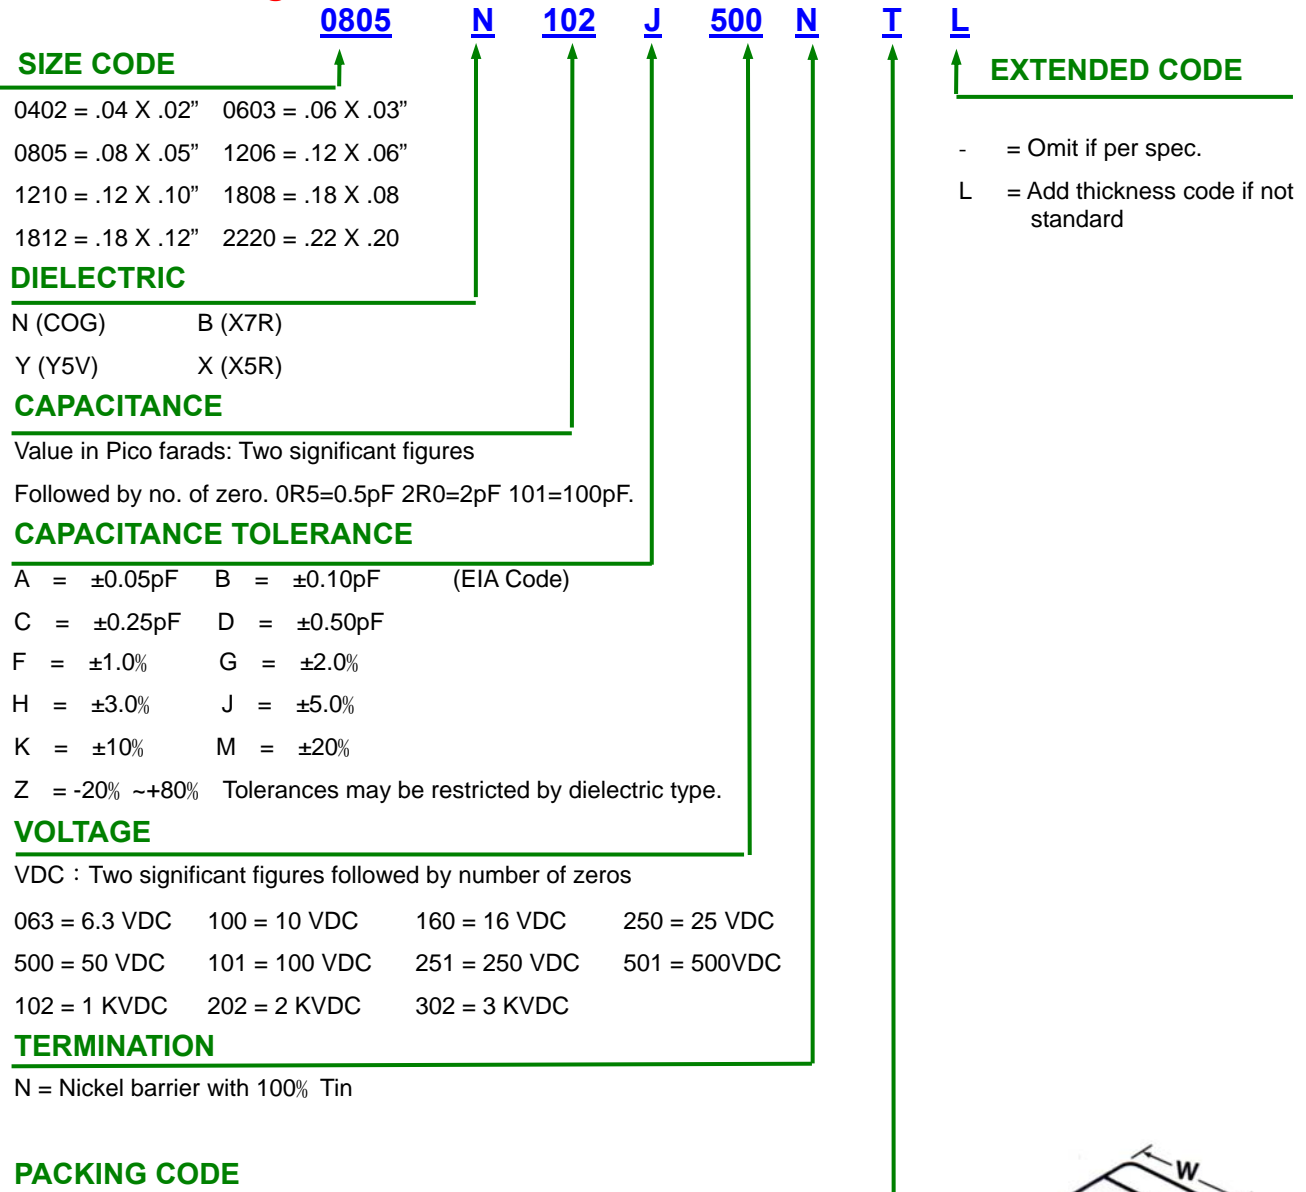 0805 N 102 J 500 N T L
SIZE CODE
0402 = .04 X .02” 0603 = .06 X .03”
0805 = .08 X .05” 1206 = .12 X .06”
1210 = .12 X .10” 1808 = .18 X .08
1812 = .18 X .12” 2220 = .22 X .20
EXTENDED CODE
- = Omit if per spec.
L = Add thickness code if not
standard
DIELECTRIC
N (COG) B (X7R)
Y (Y5V) X (X5R)
CAPACITANCE
Value in Pico farads: Two significant figures
Followed by no. of zero. 0R5=0.5pF 2R0=2pF 101=100pF.
CAPACITANCE TOLERANCE
A = ±0.05pF B = ±0.10pF (EIA Code)
C = ±0.25pF D = ±0.50pF
F = ±1.0% G = ±2.0%
H = ±3.0% J = ±5.0%
K = ±10% M = ±20%
Z = -20% ~+80% Tolerances may be restricted by dielectric type.
VOLTAGE
VDC：Two significant figures followed by number of zeros
063 = 6.3 VDC 100 = 10 VDC 160 = 16 VDC 250 = 25 VDC
500 = 50 VDC 101 = 100 VDC 251 = 250 VDC 501 = 500VDC
102 = 1 KVDC 202 = 2 KVDC 302 = 3 KVDC
TERMINATION
N = Nickel barrier with 100% Tin
PACKING CODE
W